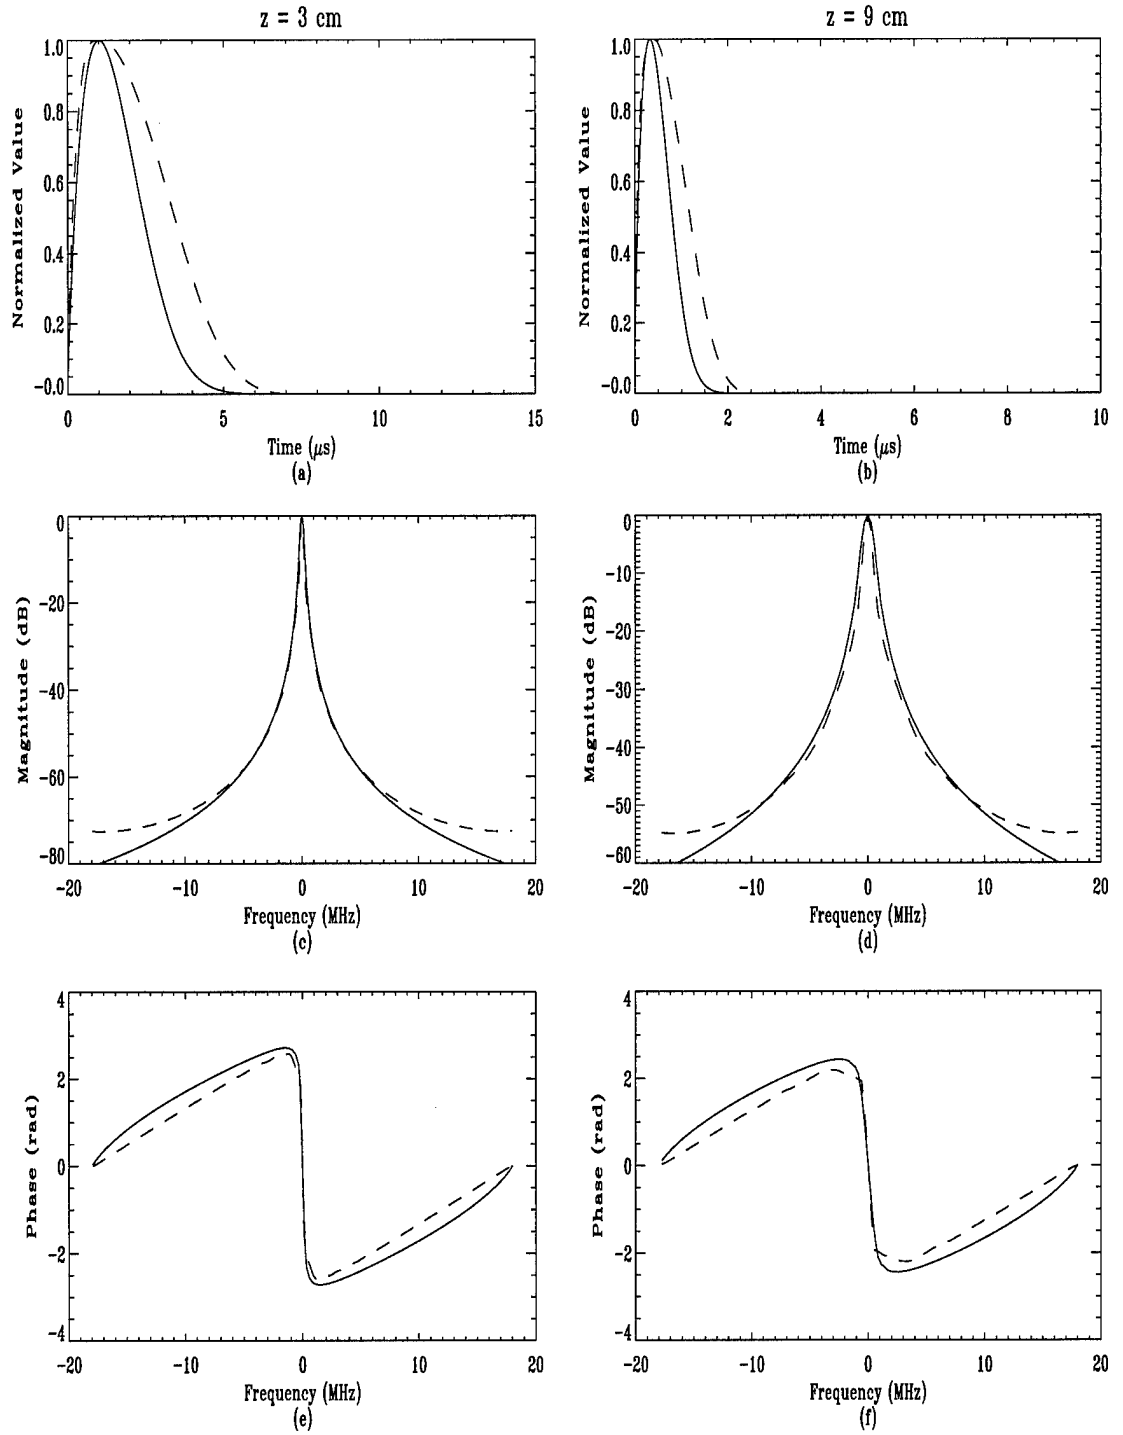 z = 3 cm
z = 9 cm
Normalized Value
1.0
0.8
0.6
0.4
0.2
-0.0
0 5 10 15
Time (μs)
(a)
Normalized Value
1.0
0.8
0.6
0.4
0.2
-0.0
0 2 4 6 8 10
Time (μs)
(b)
Magnitude (dB)
0
-20
-40
-60
-80
-20 -10 0 10 20
Frequency (MHz)
(c)
Magnitude (dB)
0
-10
-20
-30
-40
-50
-60
-20 -10 0 10 20
Frequency (MHz)
(d)
Phase (rad)
4
2
0
-2
-4
-20 -10 0 10 20
Frequency (MHz)
(e)
Phase (rad)
4
2
0
-2
-4
-20 -10 0 10 20
Frequency (MHz)
(f)